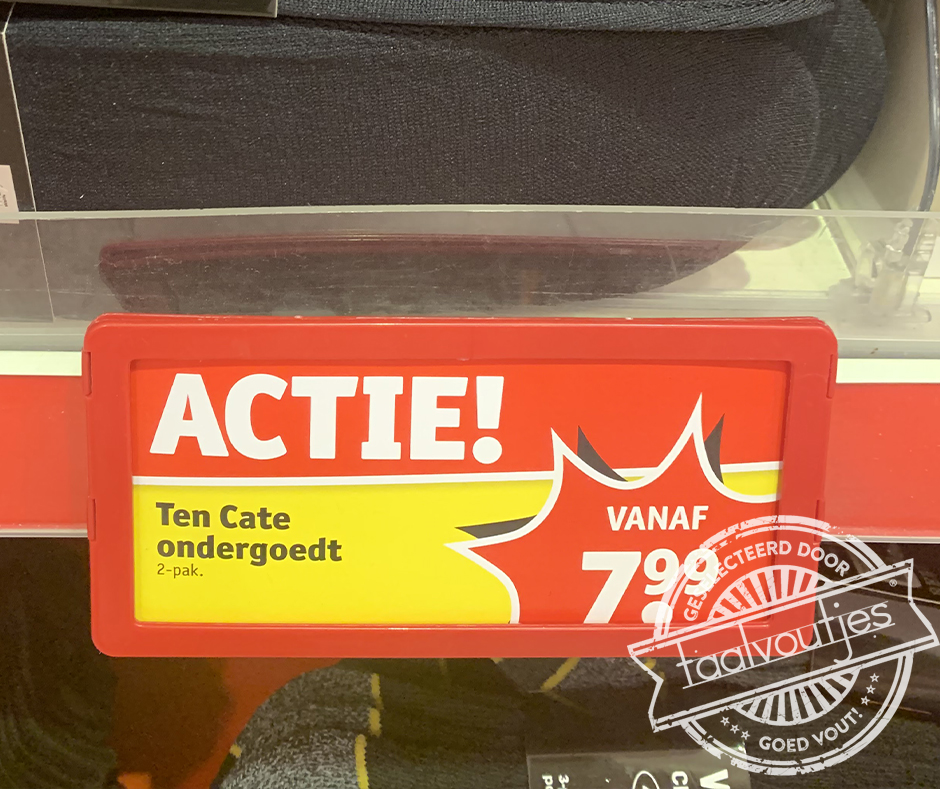 ACTIE!
Ten Cate
ondergoedt
2-pak.
VANAF
7.99
GESELECTEERD DOOR
taalvoutjes
®
GOED VOUT!